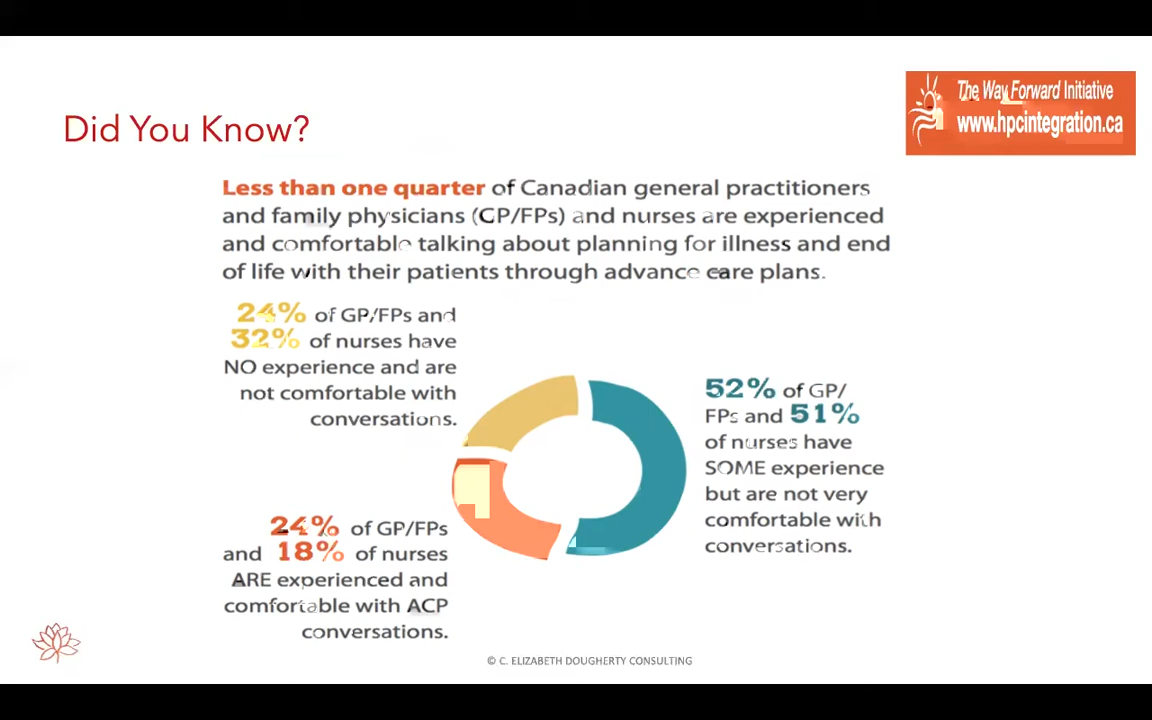 The Way Forward Initiative
www.hpcintegration.ca
Did You Know?
Less than one quarter of Canadian general practitioners
and family physicians (GP/FPs) and nurses are experienced
and comfortable talking about planning for illness and end
of life with their patients through advance care plans.
24% of GP/FPs and
32% of nurses have
NO experience and are
not comfortable with
conversations.
52% of GP/
FPs and 51%
of nurses have
SOME experience
but are not very
comfortable with
conversations.
24% of GP/FPs
and 18% of nurses
ARE experienced and
comfortable with ACP
conversations.
© C. ELIZABETH DOUGHERTY CONSULTING